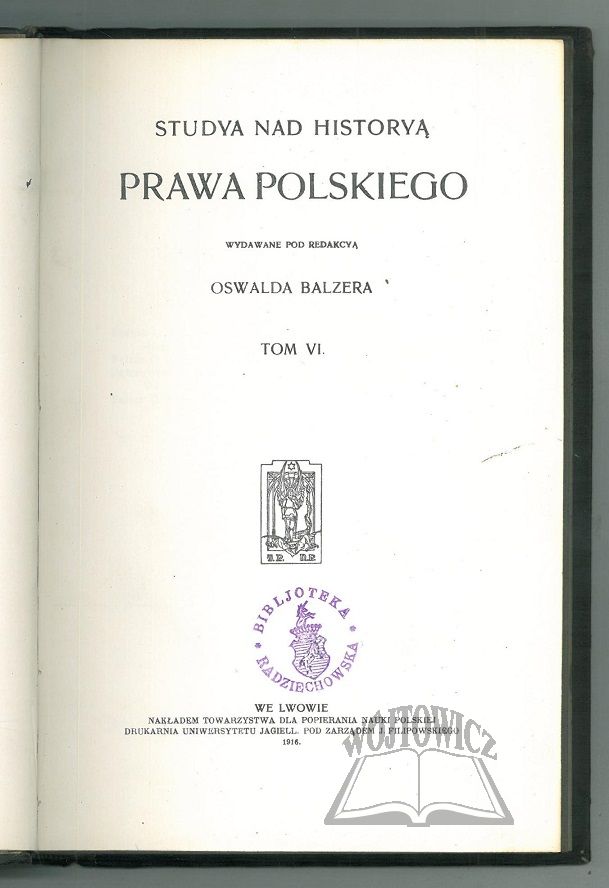 STUDYA NAD HISTORYĄ
PRAWA POLSKIEGO
WYDAWANE POD REDAKCYĄ
OSWALDA BALZERA
TOM VI.
BIBLJOTEKA
RADZIECHOWSKA
WE LWOWIE
NAKŁADEM TOWARZYSTWA DLA POPIERANIA NAUKI POLSKIEJ
DRUKARNIA UNIWERSYTETU JAGIELL. POD ZARZĄDEM J. FILIPOWSKIEGO
1916.
WÓJTOWICZ